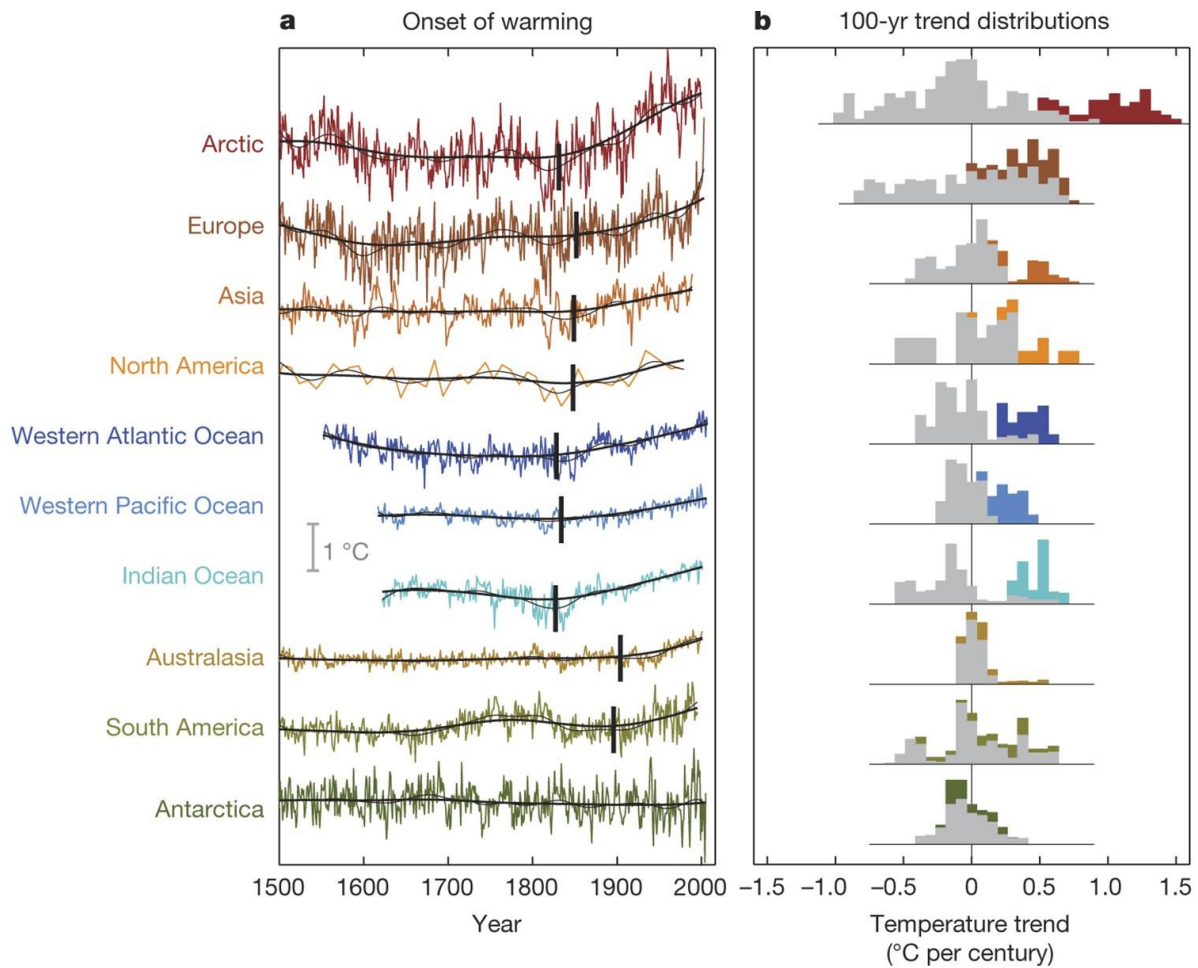 a Onset of warming
b 100-yr trend distributions
Arctic
Europe
Asia
North America
Western Atlantic Ocean
Western Pacific Ocean
1 °C
Indian Ocean
Australasia
South America
Antarctica
1500 1600 1700 1800 1900 2000
Year
−1.5 −1.0 −0.5 0 0.5 1.0 1.5
Temperature trend
(°C per century)